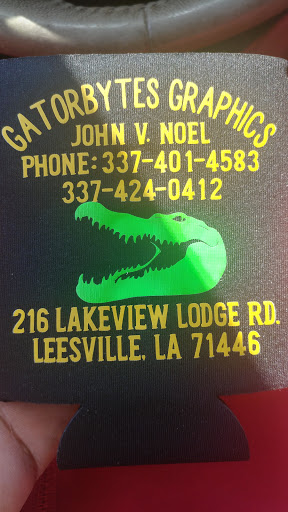 GATORBYTES GRAPHICS
JOHN V. NOEL
PHONE: 337-401-4583
337-424-0412
216 LAKEVIEW LODGE RD.
LEESVILLE, LA 71446